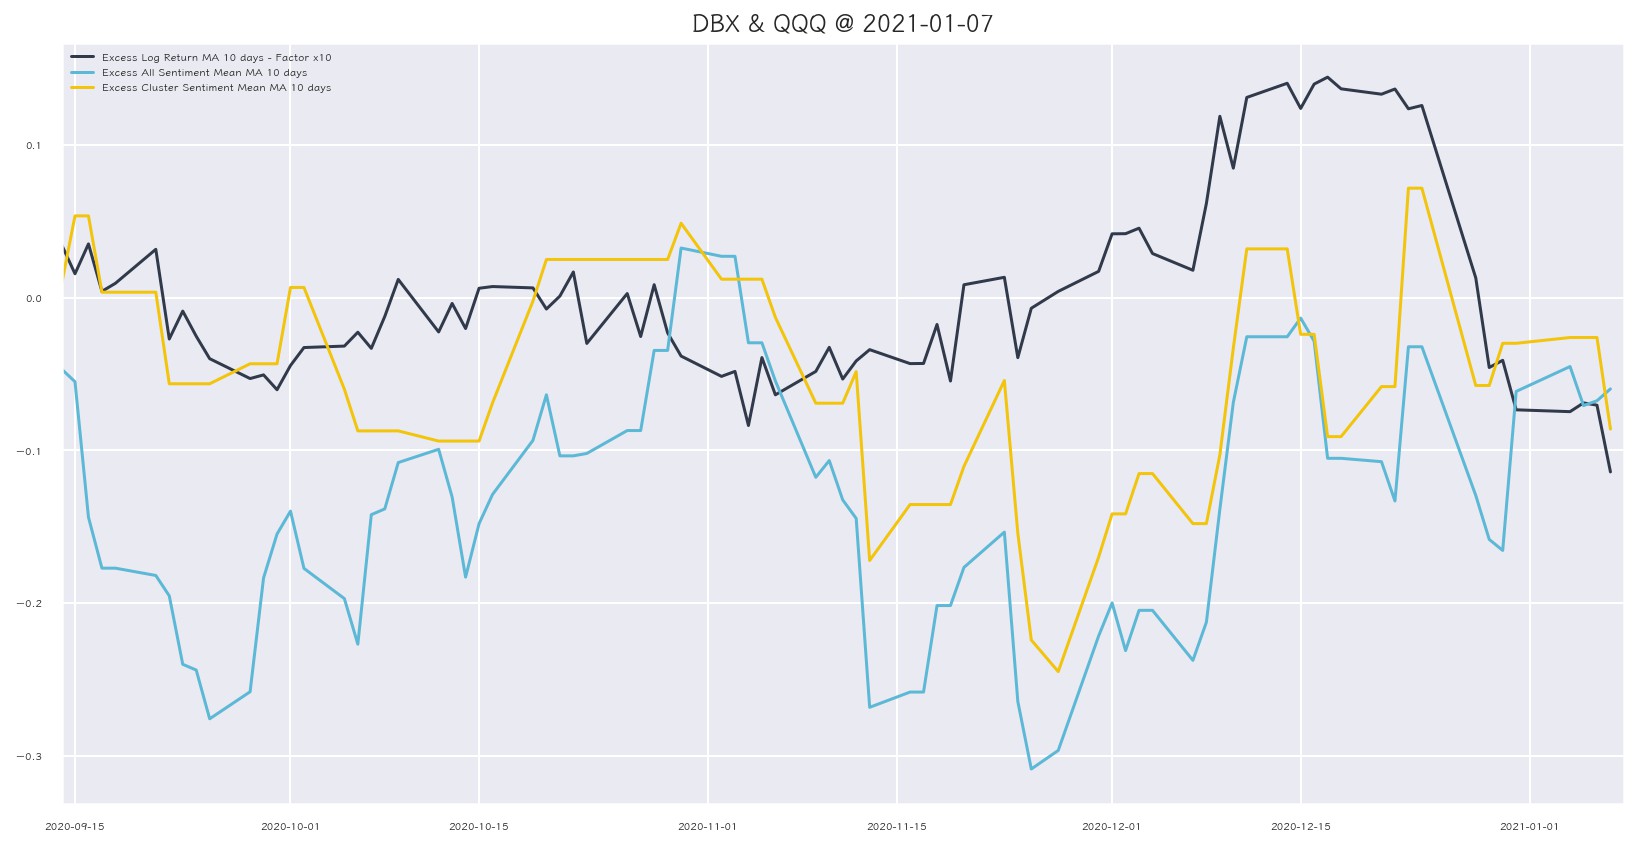 DBX & QQQ @ 2021-01-07
Excess Log Return MA 10 days - Factor x10
Excess All Sentiment Mean MA 10 days
Excess Cluster Sentiment Mean MA 10 days
0.1
0.0
−0.1
−0.2
−0.3
2020-09-15 2020-10-01 2020-10-15 2020-11-01 2020-11-15 2020-12-01 2020-12-15 2021-01-01